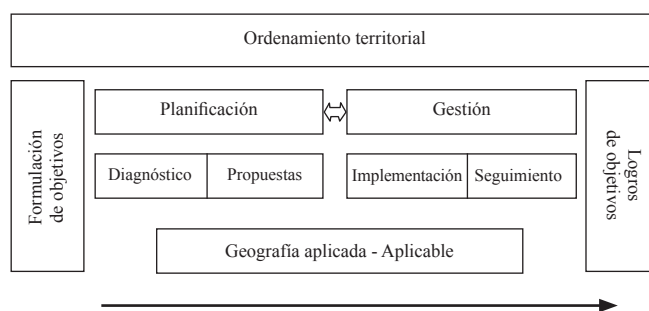 Ordenamiento territorial
Formulación
de objetivos
Planificación
Gestión
Diagnóstico
Propuestas
Implementación
Seguimiento
Geografía aplicada - Aplicable
Logros
de objetivos